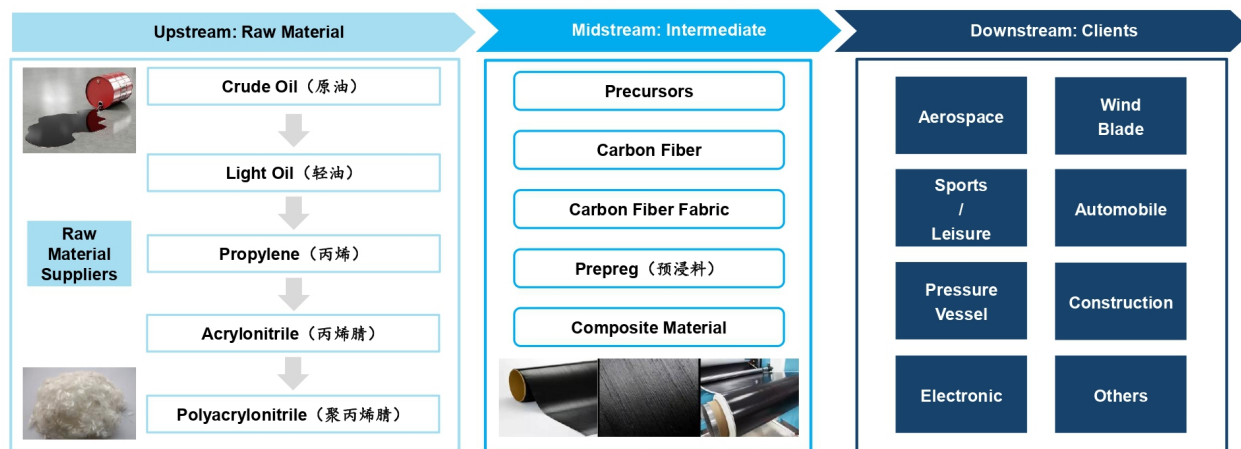 Upstream: Raw Material
Midstream: Intermediate
Downstream: Clients
Crude Oil（原油）
Light Oil（轻油）
Raw
Material
Suppliers
Propylene（丙烯）
Acrylonitrile（丙烯腈）
Polyacrylonitrile（聚丙烯腈）
Precursors
Carbon Fiber
Carbon Fiber Fabric
Prepreg（预浸料）
Composite Material
Aerospace
Wind
Blade
Sports
/
Leisure
Automobile
Pressure
Vessel
Construction
Electronic
Others